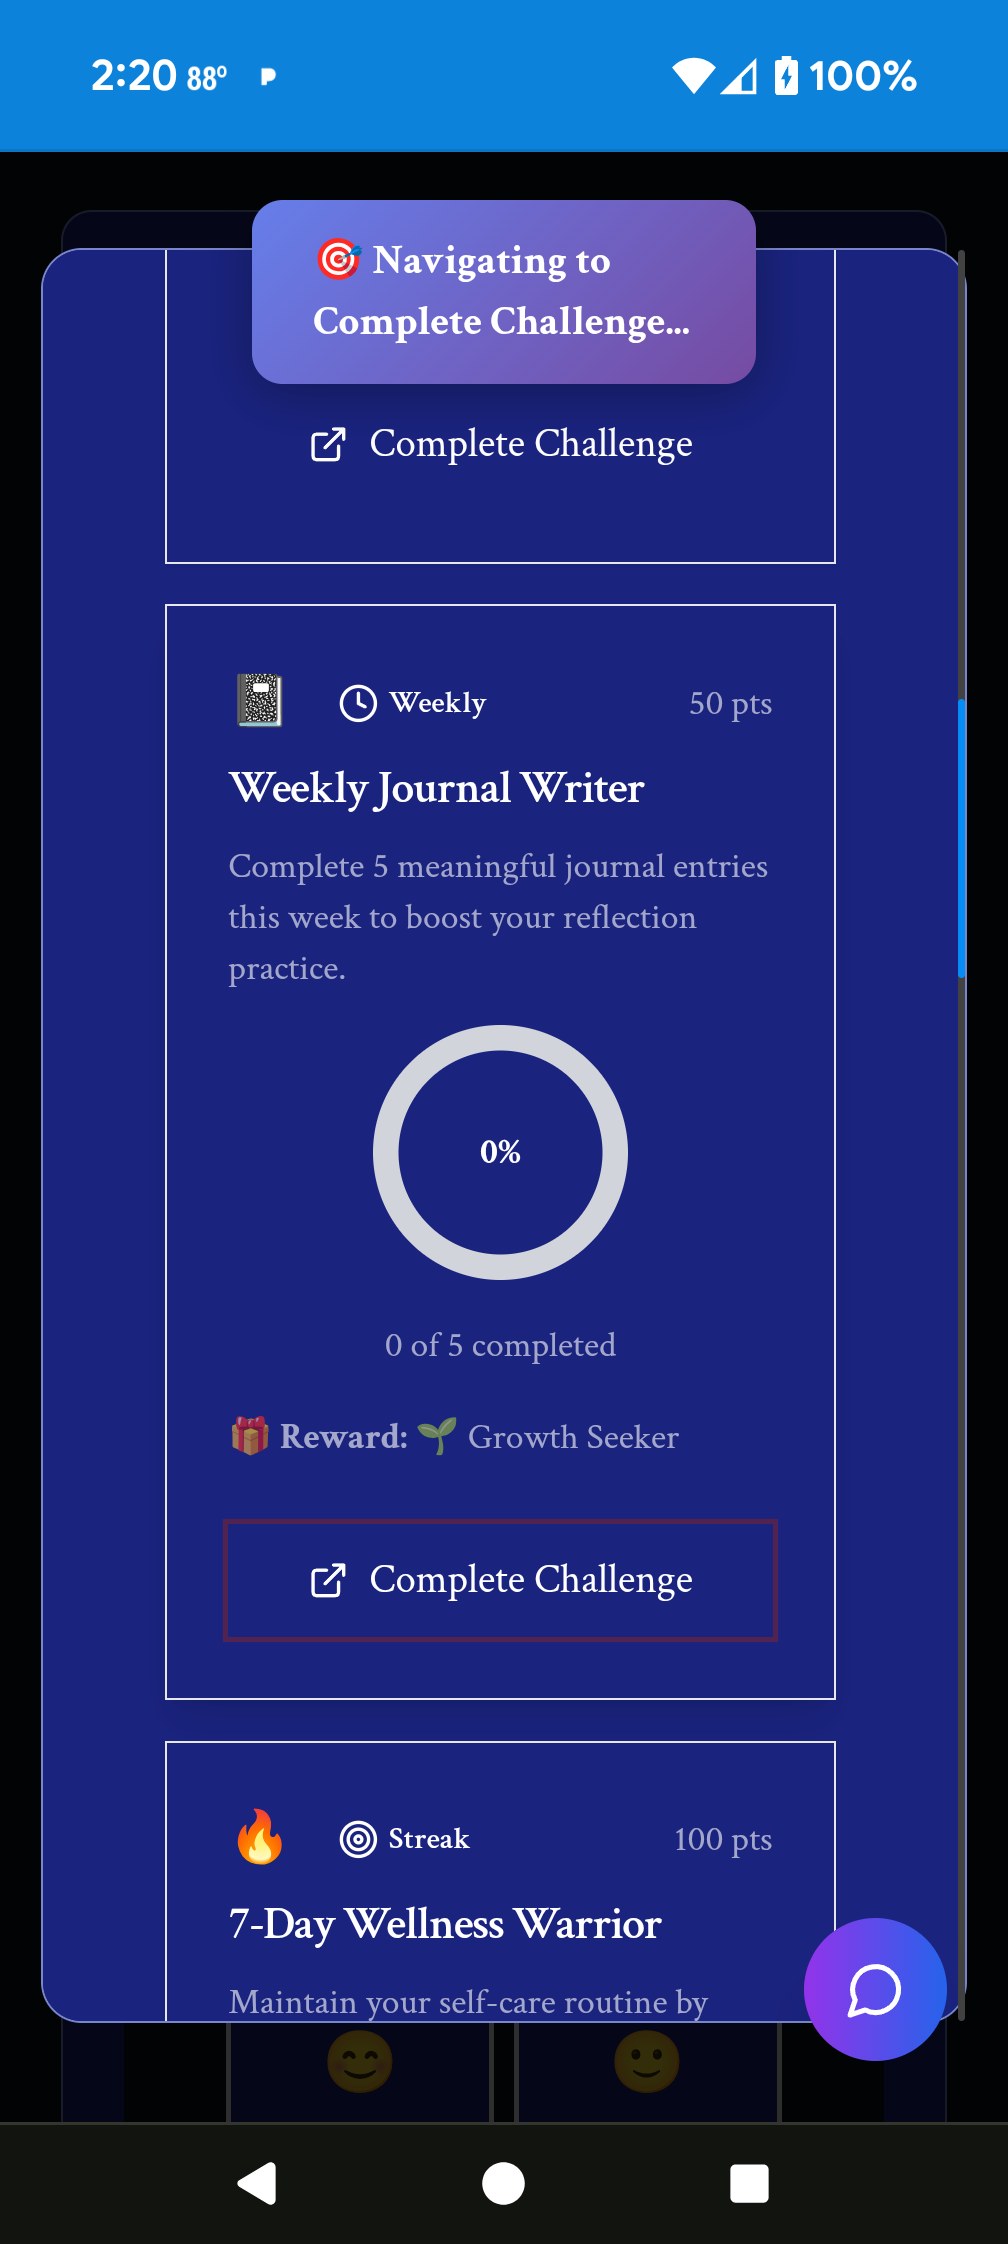 2:20 88° P 100%
🎯 Navigating to
Complete Challenge...
Complete Challenge
Weekly 50 pts
Weekly Journal Writer
Complete 5 meaningful journal entries
this week to boost your reflection
practice.
0%
0 of 5 completed
🎁 Reward: 🌱 Growth Seeker
Complete Challenge
Streak 100 pts
7-Day Wellness Warrior
Maintain your self-care routine by